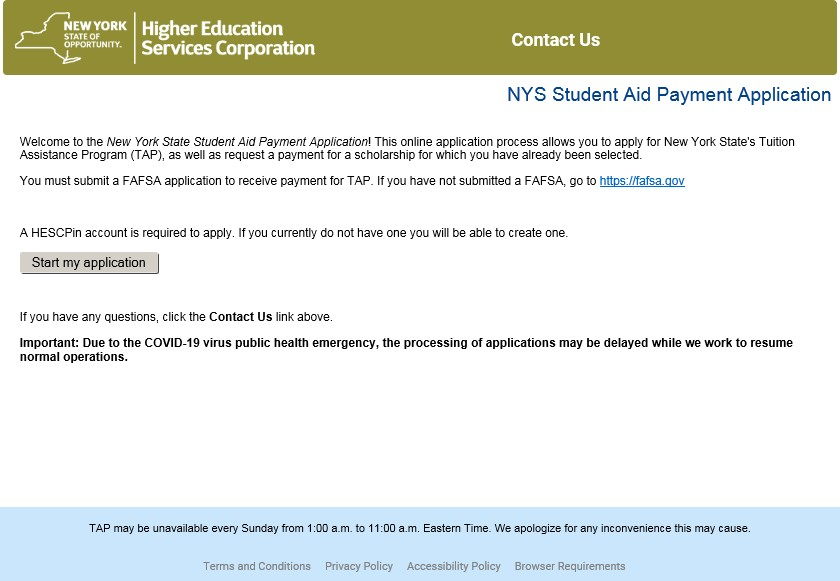 NEW YORK
STATE OF
OPPORTUNITY.
Higher Education
Services Corporation
Contact Us
NYS Student Aid Payment Application
Welcome to the New York State Student Aid Payment Application! This online application process allows you to apply for New York State's Tuition
Assistance Program (TAP), as well as request a payment for a scholarship for which you have already been selected.
You must submit a FAFSA application to receive payment for TAP. If you have not submitted a FAFSA, go to https://fafsa.gov
A HESCPin account is required to apply. If you currently do not have one you will be able to create one.
Start my application
If you have any questions, click the Contact Us link above.
Important: Due to the COVID-19 virus public health emergency, the processing of applications may be delayed while we work to resume
normal operations.
TAP may be unavailable every Sunday from 1:00 a.m. to 11:00 a.m. Eastern Time. We apologize for any inconvenience this may cause.
Terms and Conditions Privacy Policy Accessibility Policy Browser Requirements